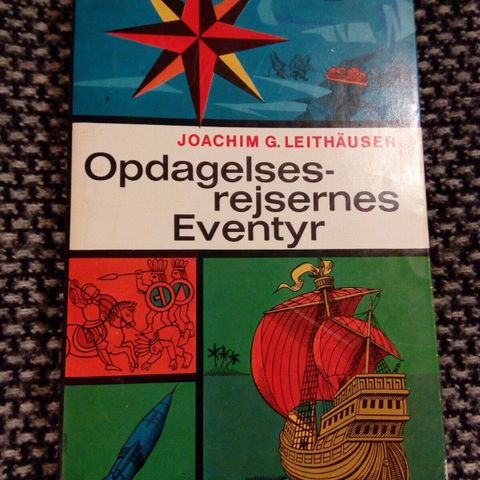 JOACHIM G. LEITHÄUSER
Opdagelses-
rejsernes
Eventyr